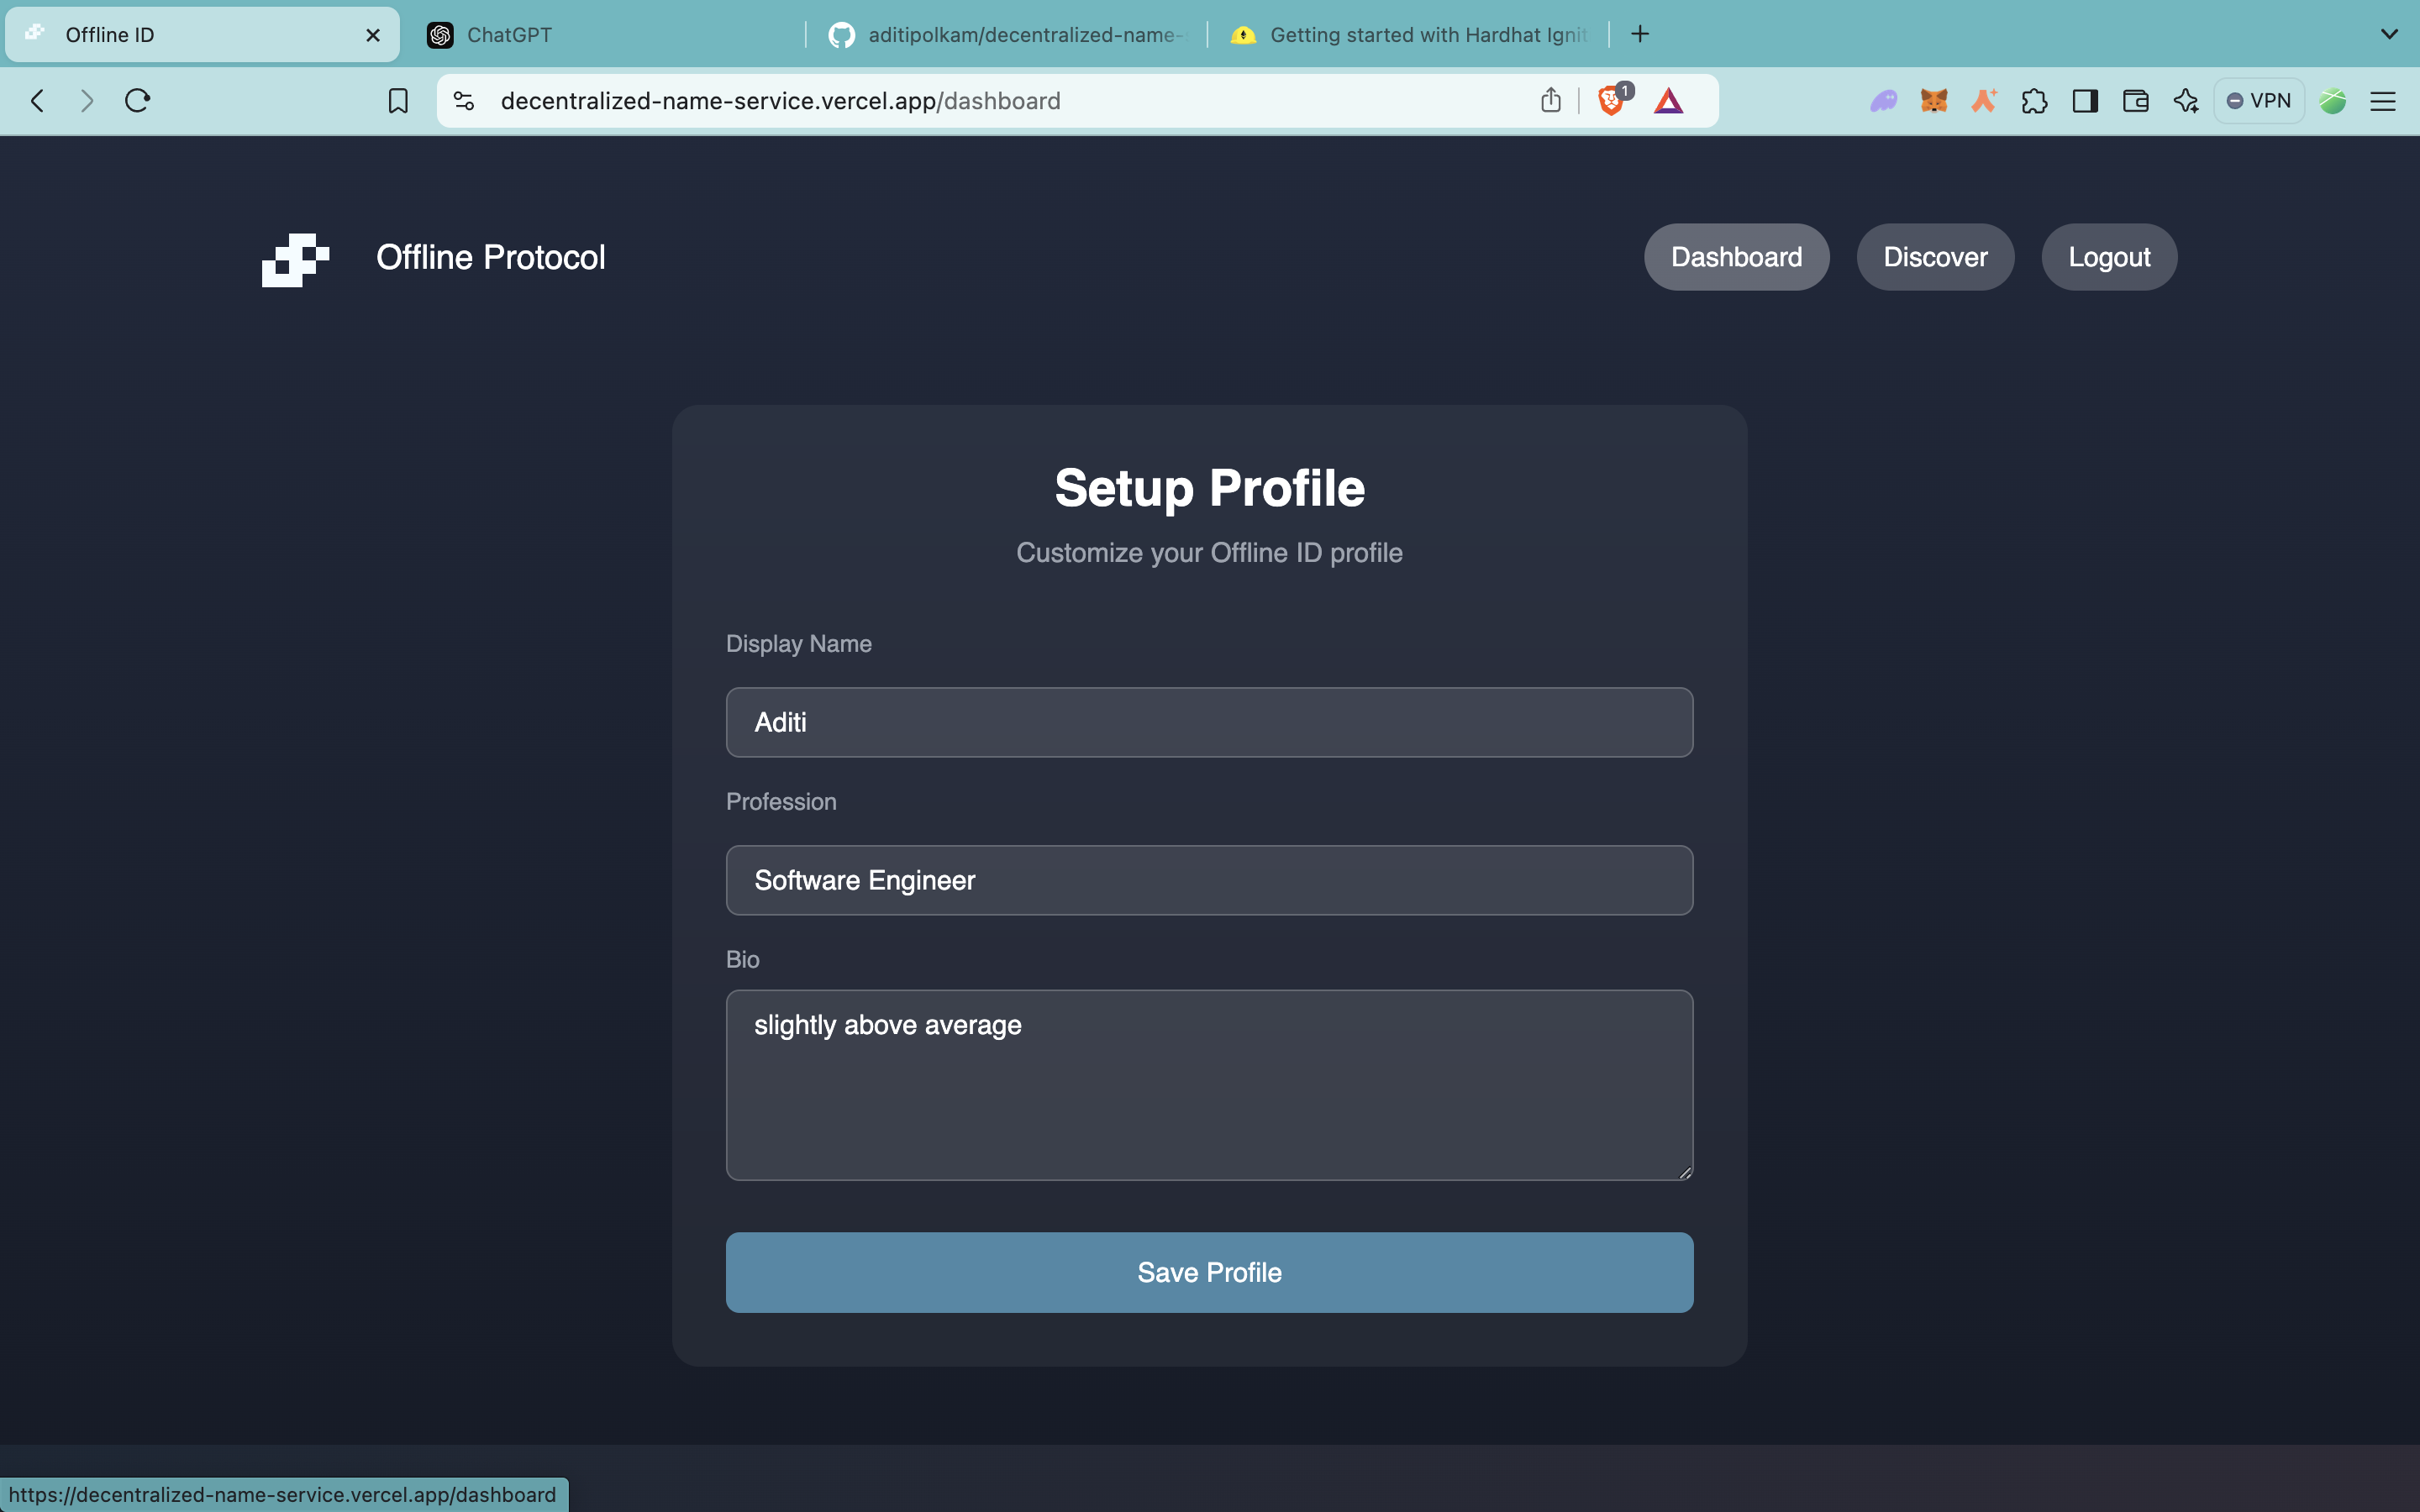 Offline ID
ChatGPT
aditipolkam/decentralized-name-
Getting started with Hardhat Ignit
decentralized-name-service.vercel.app/dashboard
1
VPN
Offline Protocol
Dashboard
Discover
Logout
Setup Profile
Customize your Offline ID profile
Display Name
Aditi
Profession
Software Engineer
Bio
slightly above average
Save Profile
https://decentralized-name-service.vercel.app/dashboard